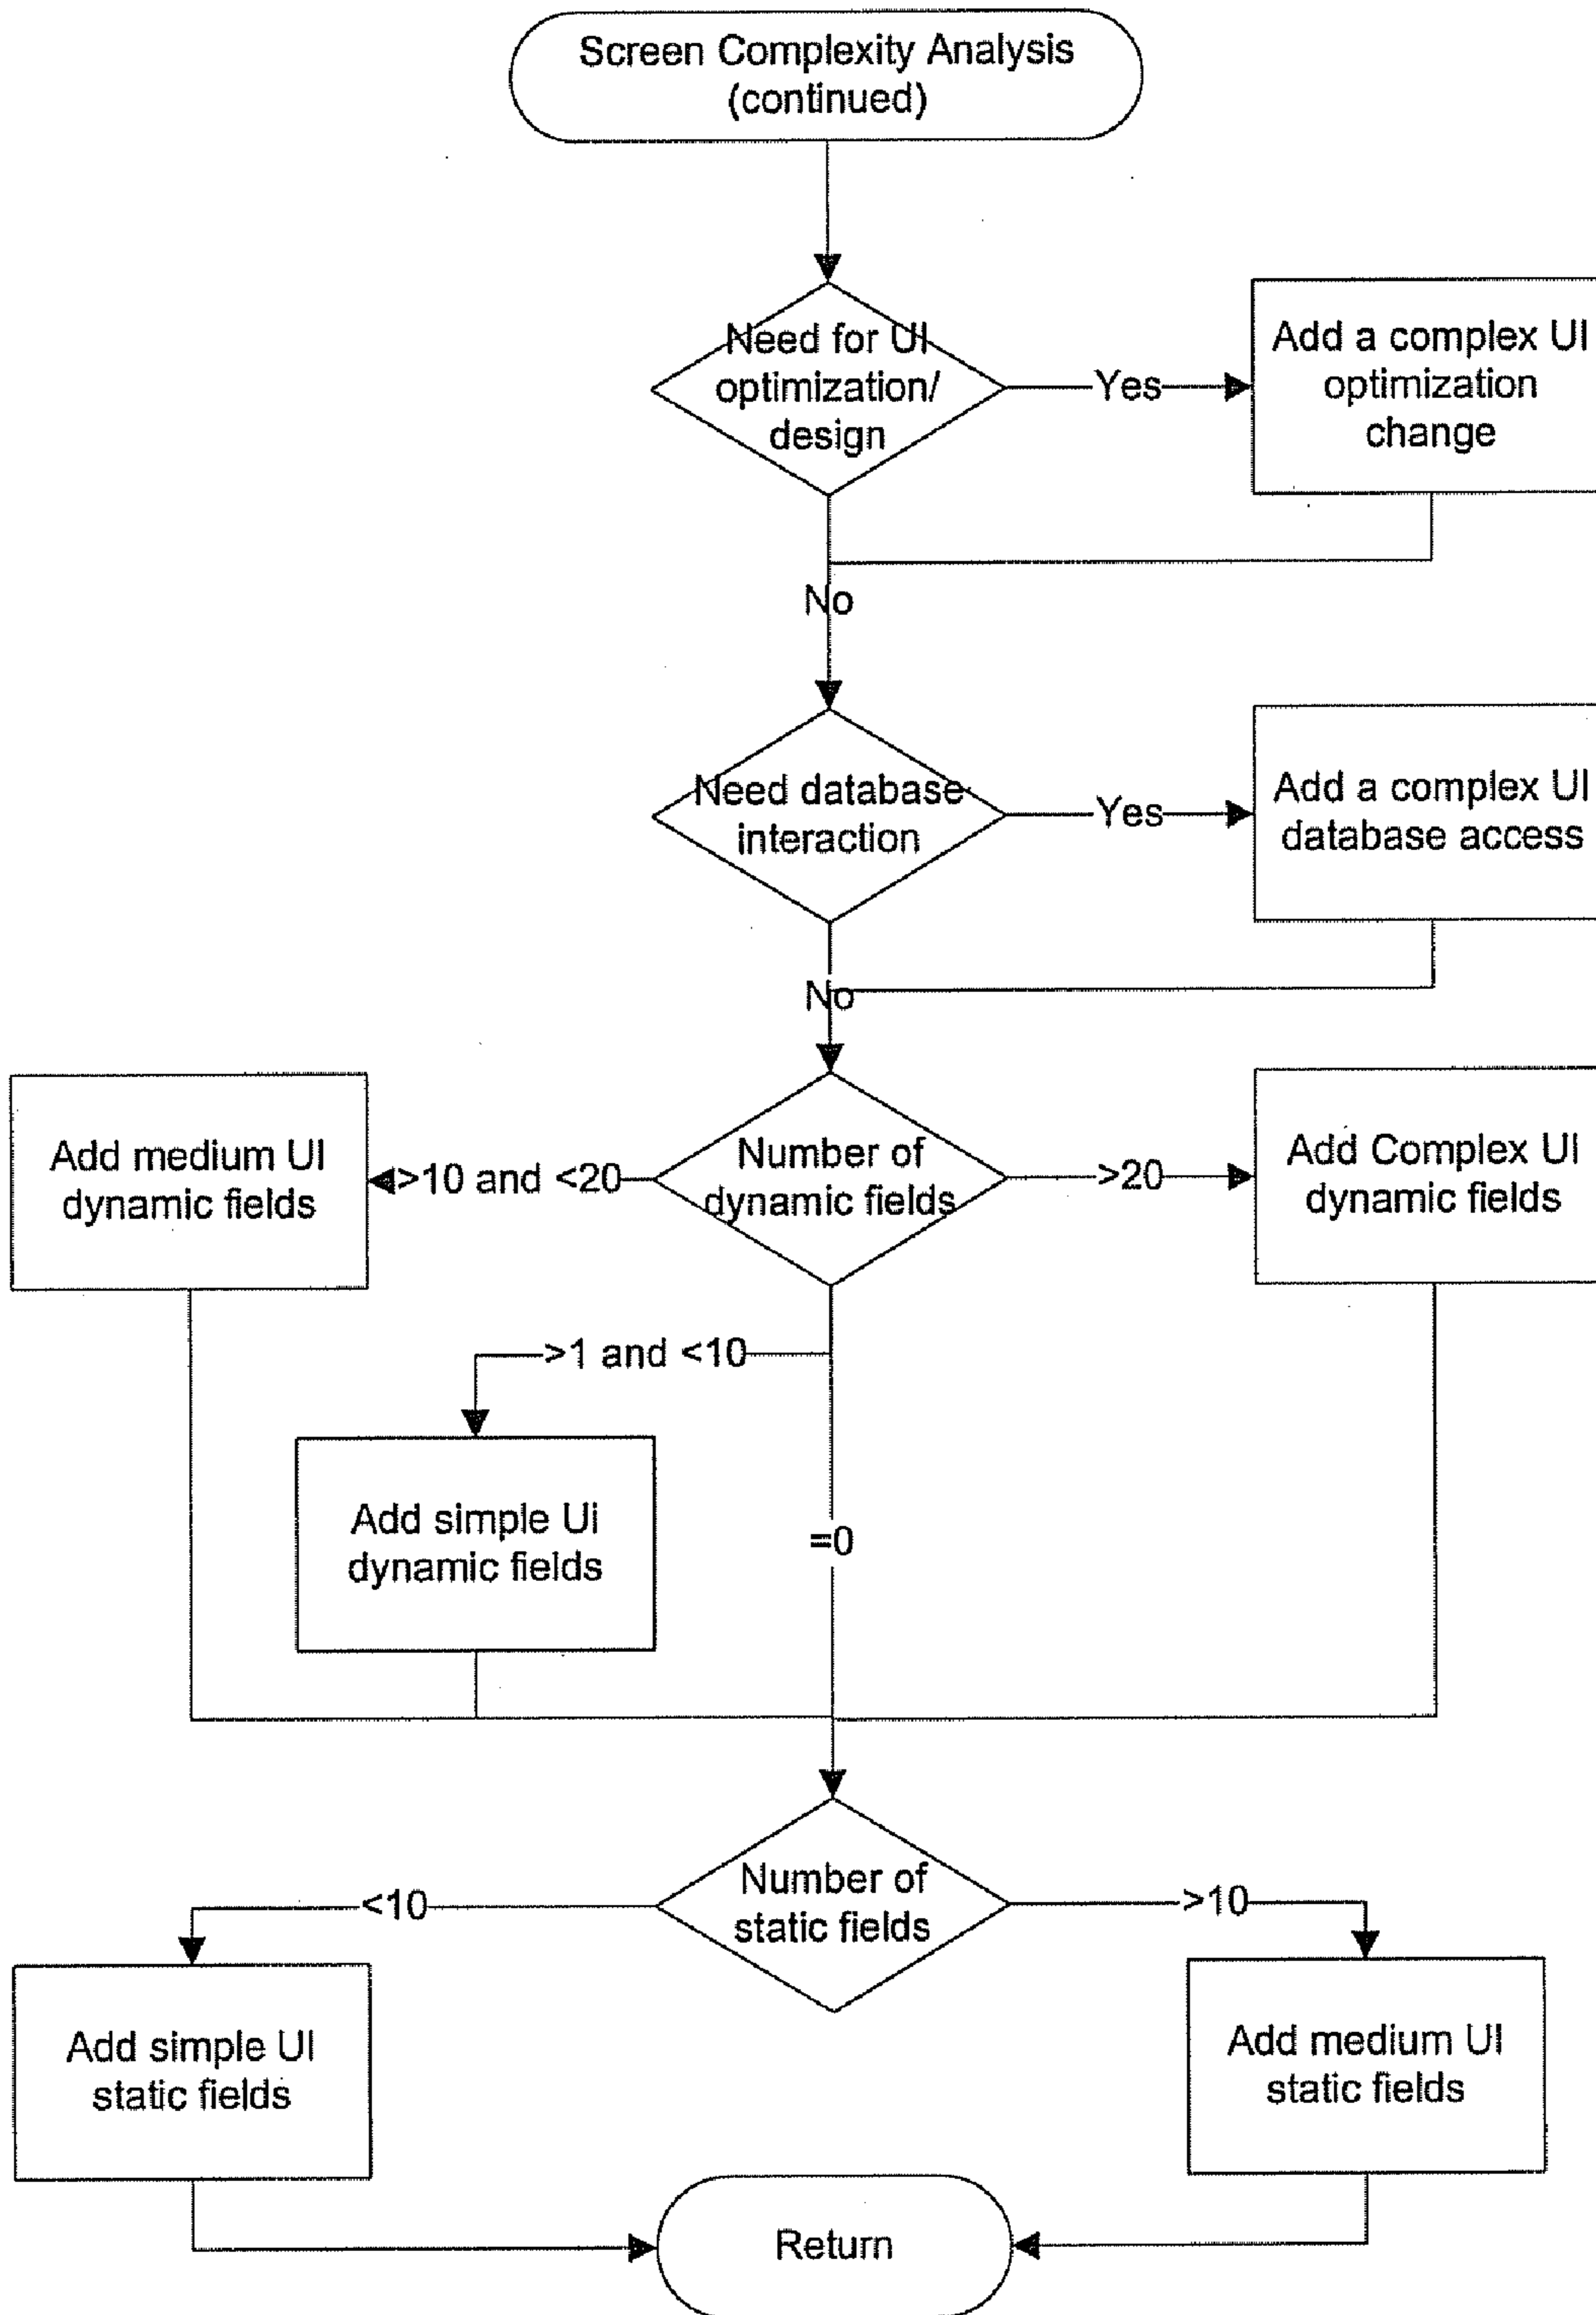 Screen Complexity Analysis
(continued)
Need for UI
optimization/
design
Yes
Add a complex UI
optimization
change
No
Need database
interaction
Yes
Add a complex UI
database access
No
Add medium UI
dynamic fields
>10 and <20
Number of
dynamic fields
>20
Add Complex UI
dynamic fields
>1 and <10
Add simple Ui
dynamic fields
=0
<10
Number of
static fields
>10
Add simple UI
static fields
Add medium UI
static fields
Return